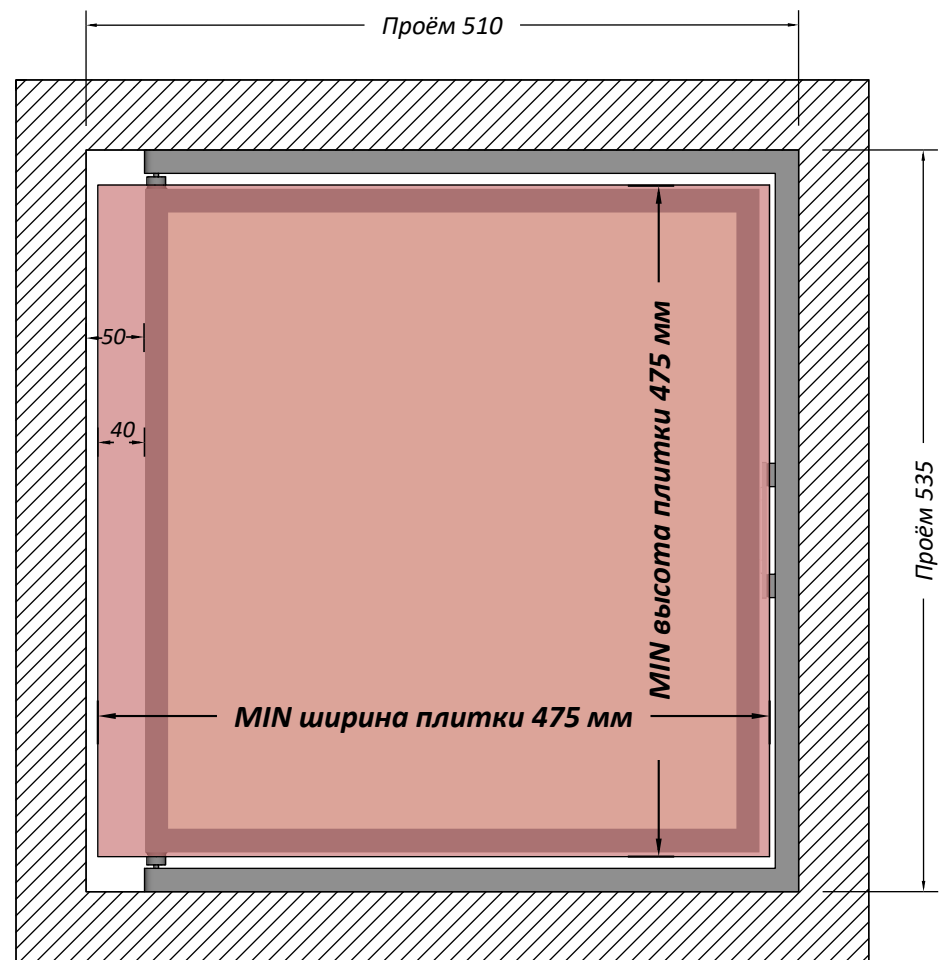 Проём 510
50
40
MIN высота плитки 475 мм
Проём 535
MIN ширина плитки 475 мм